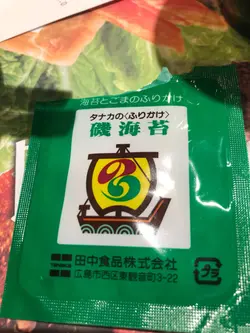 海苔とごまのふりかけ
タナカの〈ふりかけ〉
磯海苔
のり
田中食品株式会社
広島市西区東観音町3-22
プラ